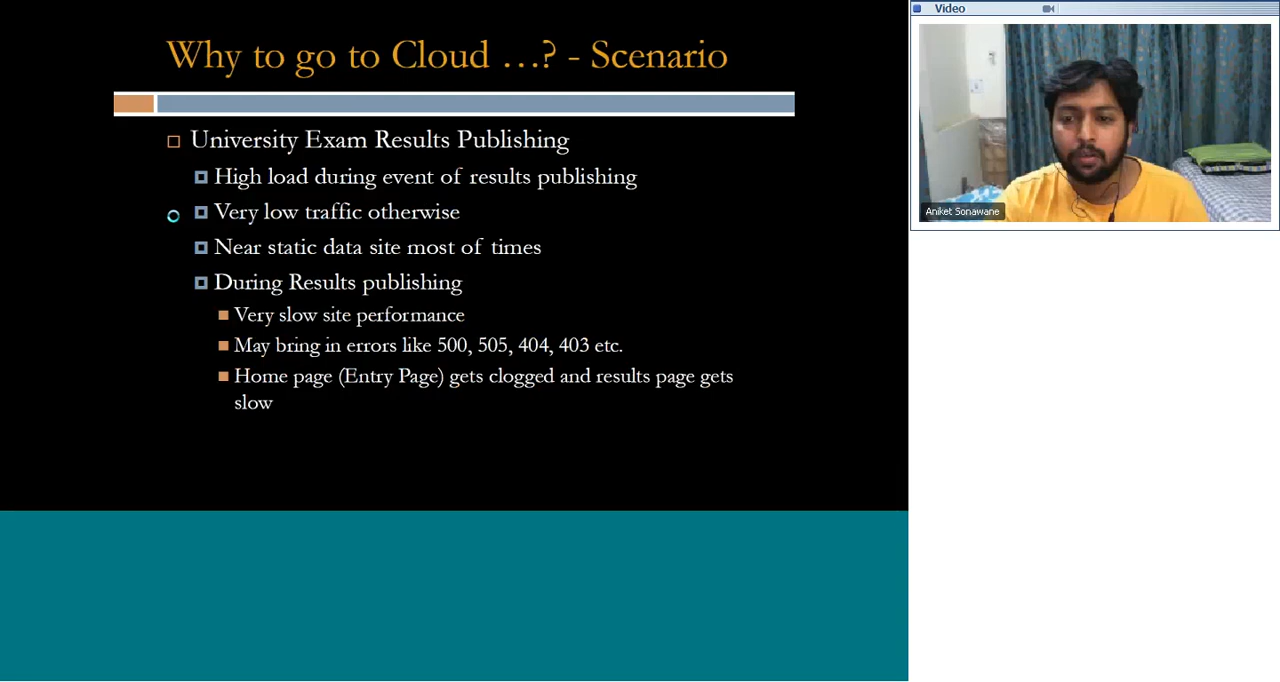 Why to go to Cloud …? - Scenario
University Exam Results Publishing
High load during event of results publishing
Very low traffic otherwise
Near static data site most of times
During Results publishing
Very slow site performance
May bring in errors like 500, 505, 404, 403 etc.
Home page (Entry Page) gets clogged and results page gets
slow
Video
Aniket Sonawane